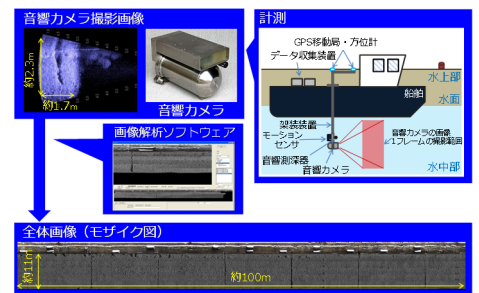 音響カメラ撮影画像
約2.3m
約1.7m
音響カメラ
計測
GPS移動局・方位計
データ収集装置
水上部
船舶
水面
架装装置
モーション
センサ
音響測深器
音響カメラ
音響カメラの画像
1フレームの撮影範囲
水中部
画像解析ソフトウェア
全体画像（モザイク図）
約11m
約100m